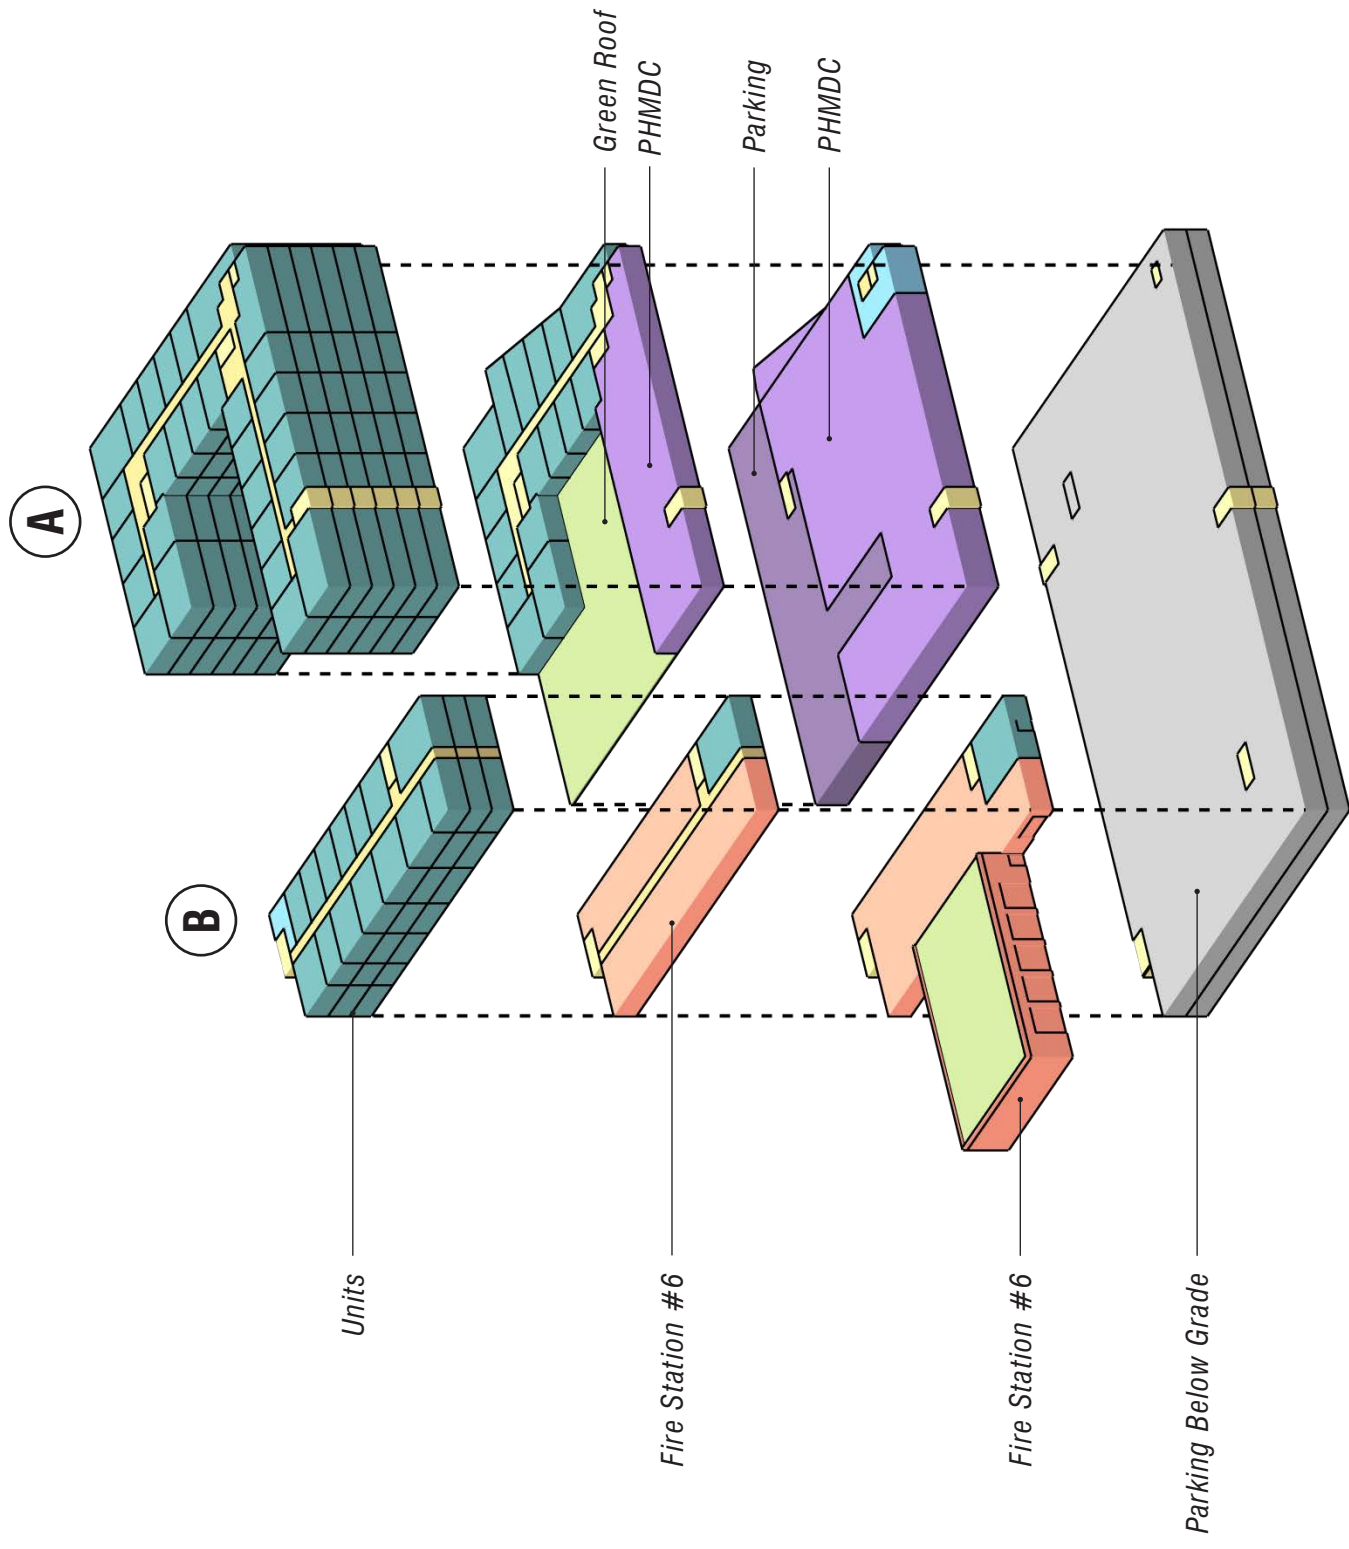 A
B
Green Roof
PHMDC
Parking
PHMDC
Units
Fire Station #6
Fire Station #6
Parking Below Grade